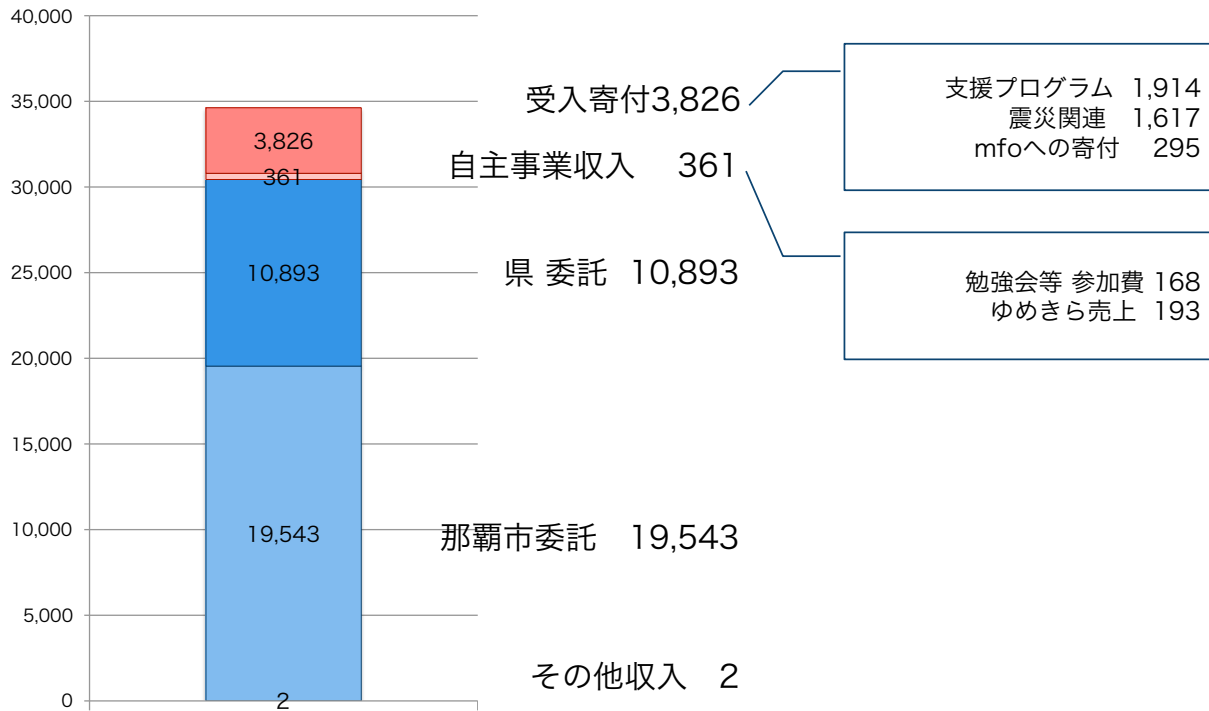 40,000
35,000
30,000
25,000
20,000
15,000
10,000
5,000
0
3,826
361
10,893
19,543
2
受入寄付3,826
自主事業収入 361
県 委託 10,893
那覇市委託 19,543
その他収入 2
支援プログラム 1,914
震災関連 1,617
mfoへの寄付 295
勉強会等 参加費 168
ゆめきら売上 193